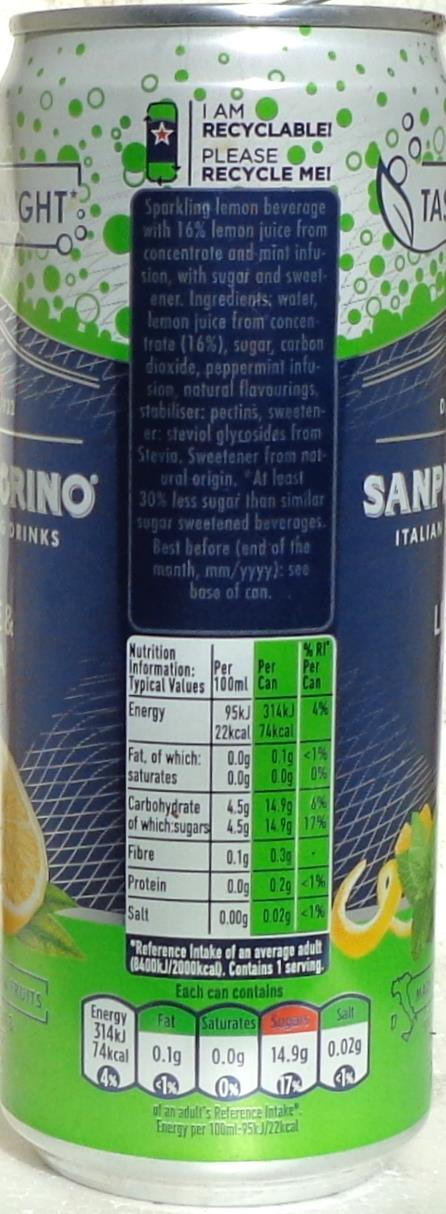 I AM
RECYCLABLE!
PLEASE
RECYCLE ME!
GHT*
TAS
Sparkling lemon beverage
with 16% lemon juice from
concentrate and mint infu-
sion, with sugar and sweet-
ener. Ingredients: water,
lemon juice from concen-
trate (16%), sugar, carbon
dioxide, peppermint infu-
sion, natural flavourings,
stabiliser: pectins, sweeten-
er: steviol glycosides from
Stevia. Sweetener from nat-
ural origin. *At least
30% less sugar than similar
sugar sweetened beverages.
Best before (end of the
month, mm/yyyy): see
base of can.
GRINO®
DRINKS
&
SANP
ITALIAN
L
Nutrition Information: Typical Values Per 100ml Per Can % RI* Per Can
Energy 95kJ 314kJ 4%
22kcal 74kcal
Fat, of which: 0.0g 0.1g <1%
saturates 0.0g 0.0g 0%
Carbohydrate 4.5g 14.9g 6%
of which:sugars 4.5g 14.9g 17%
Fibre 0.1g 0.3g -
Protein 0.0g 0.2g <1%
Salt 0.00g 0.02g <1%
*Reference Intake of an average adult
(8400kJ/2000kcal). Contains 1 serving.
Each can contains
Energy 314kJ 74kcal 4%
Fat 0.1g <1%
Saturates 0.0g 0%
Sugars 14.9g 17%
Salt 0.02g <1%
of an adult's Reference Intake*.
Energy per 100ml-95kJ/22kcal
FRUITS
MA